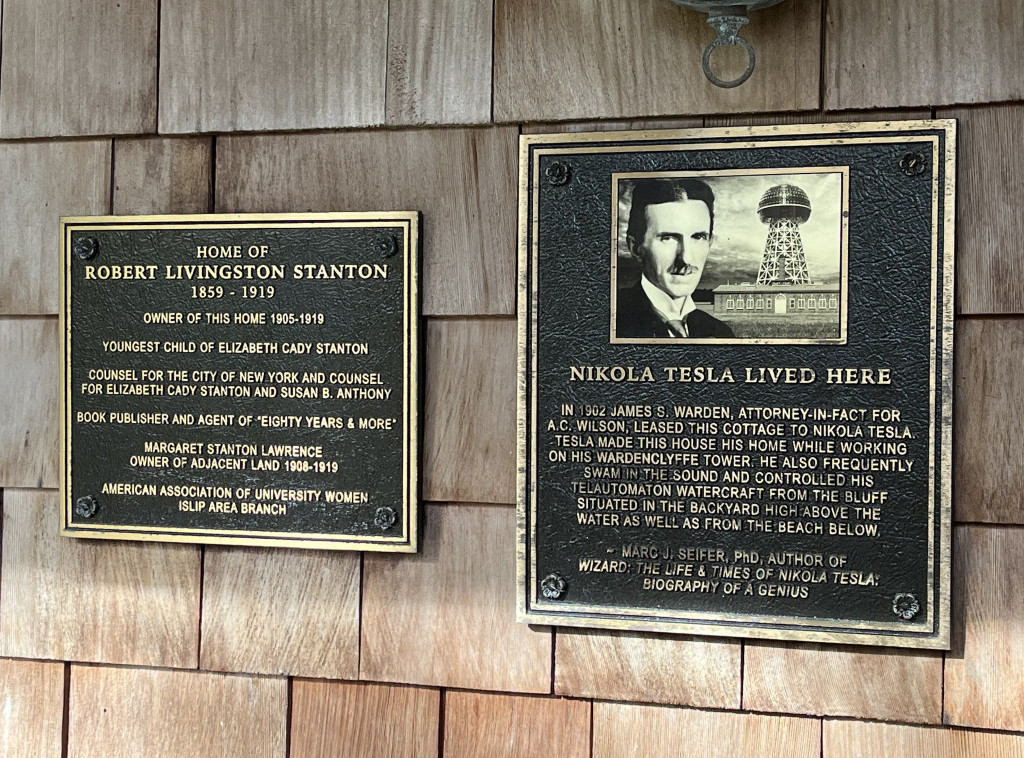 HOME OF
ROBERT LIVINGSTON STANTON
1859 - 1919
OWNER OF THIS HOME 1905-1919
YOUNGEST CHILD OF ELIZABETH CADY STANTON
COUNSEL FOR THE CITY OF NEW YORK AND COUNSEL
FOR ELIZABETH CADY STANTON AND SUSAN B. ANTHONY
BOOK PUBLISHER AND AGENT OF "EIGHTY YEARS & MORE"
MARGARET STANTON LAWRENCE
OWNER OF ADJACENT LAND 1908-1919
AMERICAN ASSOCIATION OF UNIVERSITY WOMEN
ISLIP AREA BRANCH
NIKOLA TESLA LIVED HERE
IN 1902 JAMES S. WARDEN, ATTORNEY-IN-FACT FOR
A.C. WILSON, LEASED THIS COTTAGE TO NIKOLA TESLA.
TESLA MADE THIS HOUSE HIS HOME WHILE WORKING
ON HIS WARDENCLYFFE TOWER. HE ALSO FREQUENTLY
SWAM IN THE SOUND AND CONTROLLED HIS
TELAUTOMATON WATERCRAFT FROM THE BLUFF
SITUATED IN THE BACKYARD HIGH ABOVE THE
WATER AS WELL AS FROM THE BEACH BELOW.
~ MARC J. SEIFER, PhD, AUTHOR OF
WIZARD: THE LIFE & TIMES OF NIKOLA TESLA:
BIOGRAPHY OF A GENIUS